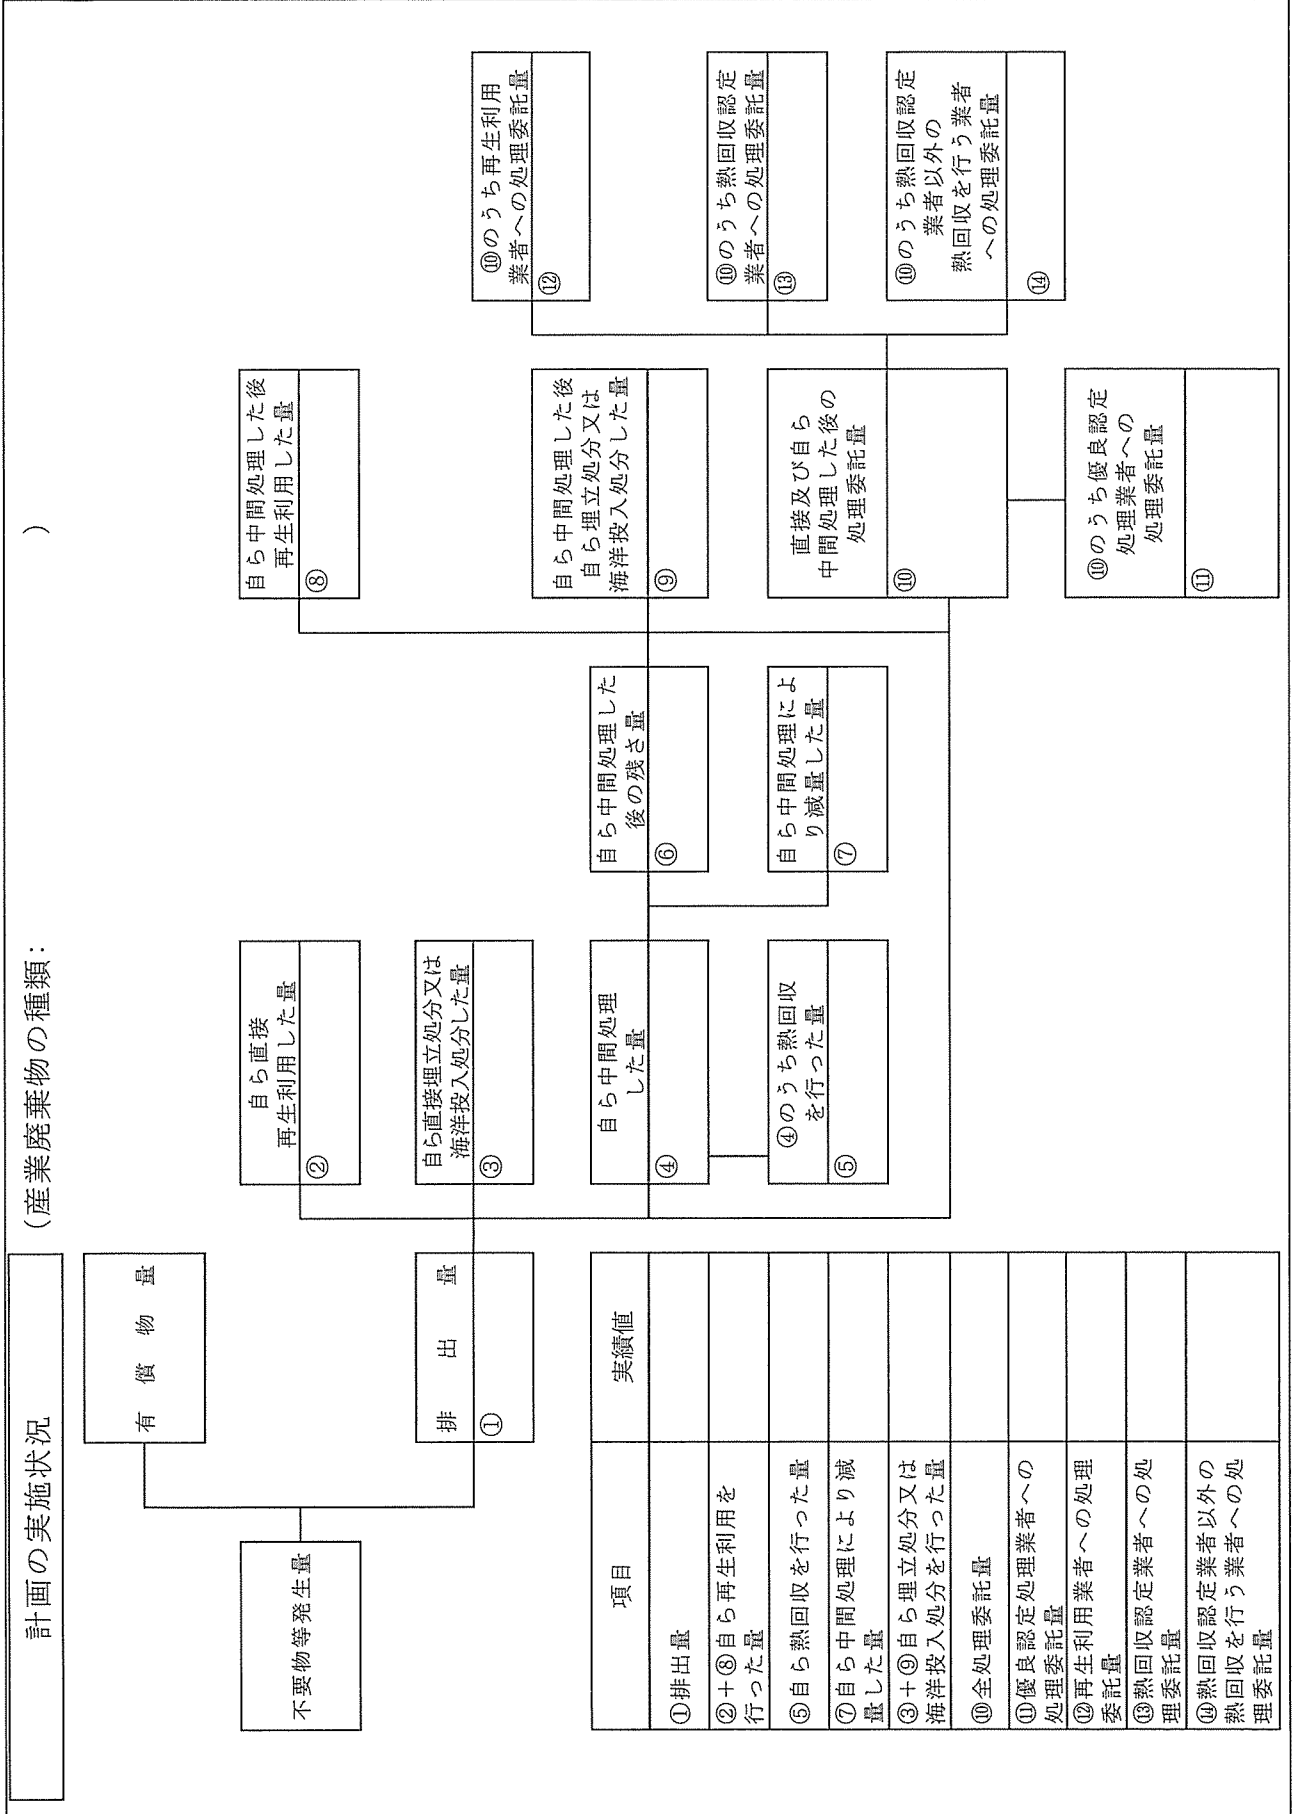 計画の実施状況
（産業廃棄物の種類：　　　）
不要物等発生量
有償物量
排出量
①
自ら直接
再生利用した量
②
自ら直接埋立処分又は
海洋投入処分した量
③
自ら中間処理
した量
④
④のうち熱回収
を行った量
⑤
自ら中間処理した
後の残さ量
⑥
自ら中間処理によ
り減量した量
⑦
自ら中間処理した後
再生利用した量
⑧
自ら中間処理した後
自ら埋立処分又は
海洋投入処分した量
⑨
直接及び自ら
中間処理した後の
処理委託量
⑩
⑩のうち優良認定
処理業者への
処理委託量
⑪
⑩のうち再生利用
業者への処理委託量
⑫
⑩のうち熱回収認定
業者への処理委託量
⑬
⑩のうち熱回収認定
業者以外の
熱回収を行う業者
への処理委託量
⑭
項目
実績値
①排出量
②＋⑧自ら再生利用を
行った量
⑤自ら熱回収を行った量
⑦自ら中間処理により減
量した量
③＋⑨自ら埋立処分又は
海洋投入処分を行った量
⑩全処理委託量
⑪優良認定処理業者への
処理委託量
⑫再生利用業者への処理
委託量
⑬熱回収認定業者への処
理委託量
⑭熱回収認定業者以外の
熱回収を行う業者への処
理委託量